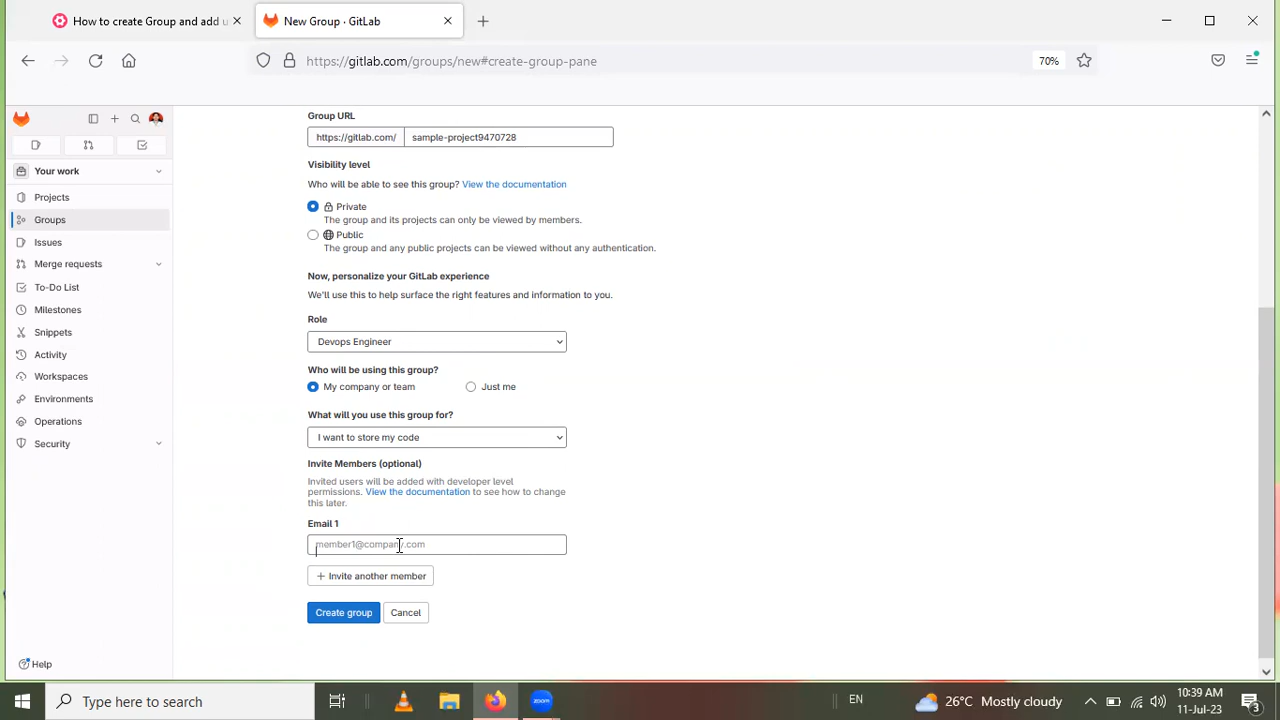 How to create Group and add u
New Group · GitLab
https://gitlab.com/groups/new#create-group-pane
70%
Group URL
https://gitlab.com/ sample-project9470728
Visibility level
Who will be able to see this group? View the documentation
Private
The group and its projects can only be viewed by members.
Public
The group and any public projects can be viewed without any authentication.
Now, personalize your GitLab experience
We'll use this to help surface the right features and information to you.
Role
Devops Engineer
Who will be using this group?
My company or team Just me
What will you use this group for?
I want to store my code
Invite Members (optional)
Invited users will be added with developer level
permissions. View the documentation to see how to change
this later.
Email 1
member1@company.com
Invite another member
Create group Cancel
Your work
Projects
Groups
Issues
Merge requests
To-Do List
Milestones
Snippets
Activity
Workspaces
Environments
Operations
Security
Help
Type here to search
EN
26°C Mostly cloudy
10:39 AM
11-Jul-23
3